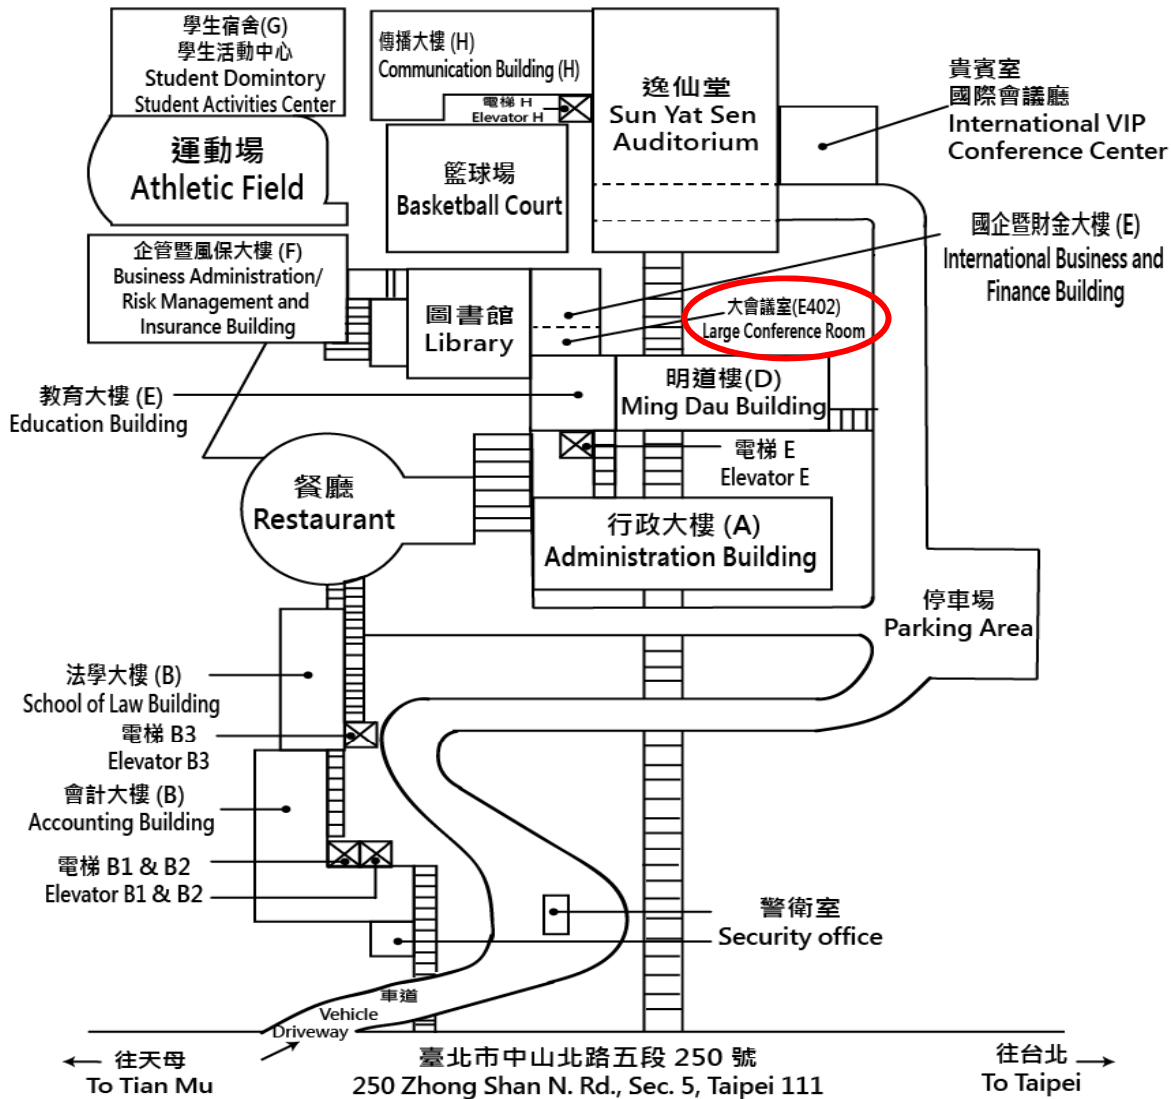 學生宿舍(G)
學生活動中心
Student Domintory
Student Activities Center
傳播大樓 (H)
Communication Building (H)
電梯 H
Elevator H
逸仙堂
Sun Yat Sen
Auditorium
貴賓室
國際會議廳
International VIP
Conference Center
運動場
Athletic Field
籃球場
Basketball Court
國企暨財金大樓 (E)
International Business and
Finance Building
企管暨風保大樓 (F)
Business Administration/
Risk Management and
Insurance Building
圖書館
Library
大會議室(E402)
Large Conference Room
教育大樓 (E)
Education Building
明道樓(D)
Ming Dau Building
電梯 E
Elevator E
餐廳
Restaurant
行政大樓 (A)
Administration Building
停車場
Parking Area
法學大樓 (B)
School of Law Building
電梯 B3
Elevator B3
會計大樓 (B)
Accounting Building
電梯 B1 & B2
Elevator B1 & B2
警衛室
Security office
車道
Vehicle
Driveway
往天母
To Tian Mu
臺北市中山北路五段 250 號
250 Zhong Shan N. Rd., Sec. 5, Taipei 111
往台北
To Taipei